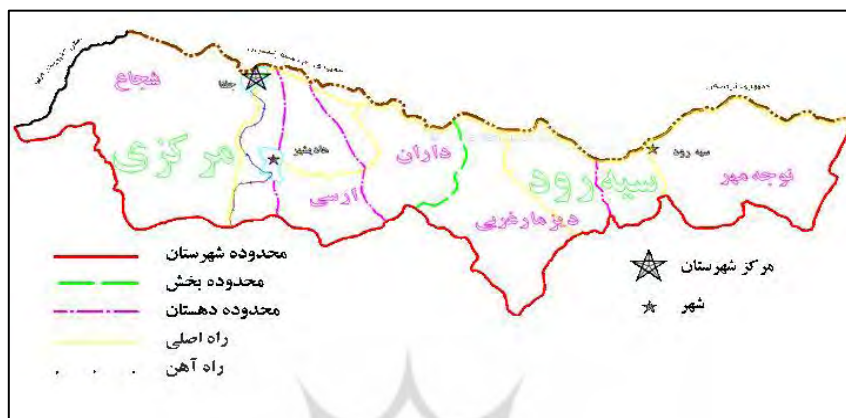 جلفا
شجاع
مرکزی
هادیشهر
ارسی
داران
سیه رود
دیزمار غربی
سیه رود
نوجه مهر
محدوده شهرستان
محدوده بخش
محدوده دهستان
راه اصلی
راه آهن
مرکز شهرستان
شهر